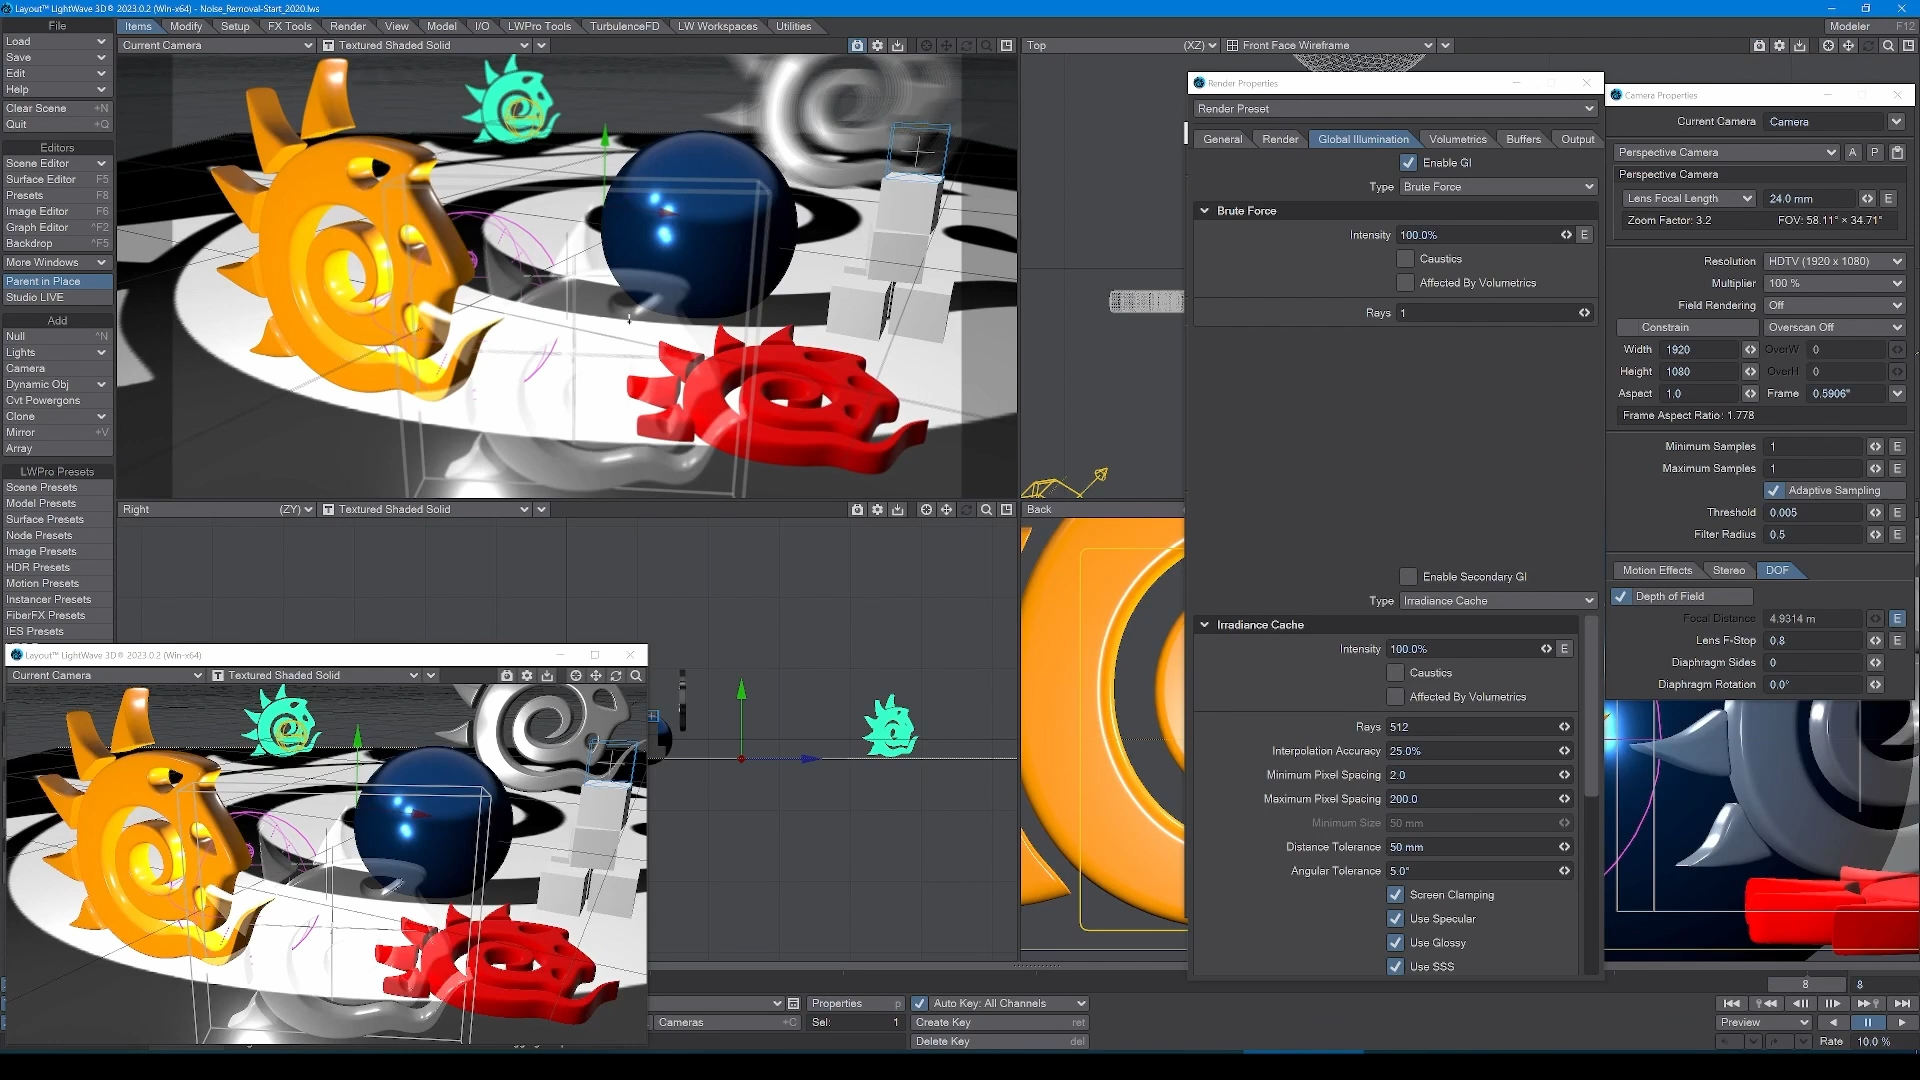 Layout™ LightWave 3D® 2023.0.2 (Win-x64) - Noise_Removal-Start_2020.lws
File
Items Modify Setup FX Tools Render View Model I/O LWPro Tools TurbulenceFD LW Workspaces Utilities Modeler F12
Load
Save
Edit
Help
Clear Scene +N
Quit +Q
Editors
Scene Editor
Surface Editor F5
Presets F8
Image Editor F6
Graph Editor ^F2
Backdrop ^F5
More Windows
Parent in Place
Studio LIVE
Add
Null ^N
Lights
Camera
Dynamic Obj
Cvt Powergons
Clone
Mirror +V
Array
LWPro Presets
Scene Presets
Model Presets
Surface Presets
Node Presets
Image Presets
HDR Presets
Motion Presets
Instancer Presets
FiberFX Presets
IES Presets
Current Camera Textured Shaded Solid
Top (XZ) Front Face Wireframe
Right (ZY) Textured Shaded Solid
Back
Layout™ LightWave 3D® 2023.0.2 (Win-x64)
Current Camera Textured Shaded Solid
Render Properties
Render Preset
General Render Global Illumination Volumetrics Buffers Output
Enable GI
Type Brute Force
Brute Force
Intensity 100.0% E
Caustics
Affected By Volumetrics
Rays 1
Enable Secondary GI
Type Irradiance Cache
Irradiance Cache
Intensity 100.0% E
Caustics
Affected By Volumetrics
Rays 512
Interpolation Accuracy 25.0%
Minimum Pixel Spacing 2.0
Maximum Pixel Spacing 200.0
Minimum Size 50 mm
Distance Tolerance 50 mm
Angular Tolerance 5.0°
Screen Clamping
Use Specular
Use Glossy
Use SSS
Camera Properties
Current Camera Camera
Perspective Camera A P
Perspective Camera
Lens Focal Length 24.0 mm E
Zoom Factor: 3.2 FOV: 58.11° × 34.71°
Resolution HDTV (1920 x 1080)
Multiplier 100 %
Field Rendering Off
Constrain Overscan Off
Width 1920 OverW 0
Height 1080 OverH 0
Aspect 1.0 Frame 0.5906"
Frame Aspect Ratio: 1.778
Minimum Samples 1 E
Maximum Samples 1 E
Adaptive Sampling
Threshold 0.005 E
Filter Radius 0.5 E
Motion Effects Stereo DOF
Depth of Field
Focal Distance 4.9314 m E
Lens F-Stop 0.8 E
Diaphragm Sides 0
Diaphragm Rotation 0.0°
8 8
Properties p Auto Key: All Channels
Cameras +C Sel: 1 Create Key ret
Delete Key del
Preview
Rate 10.0 %